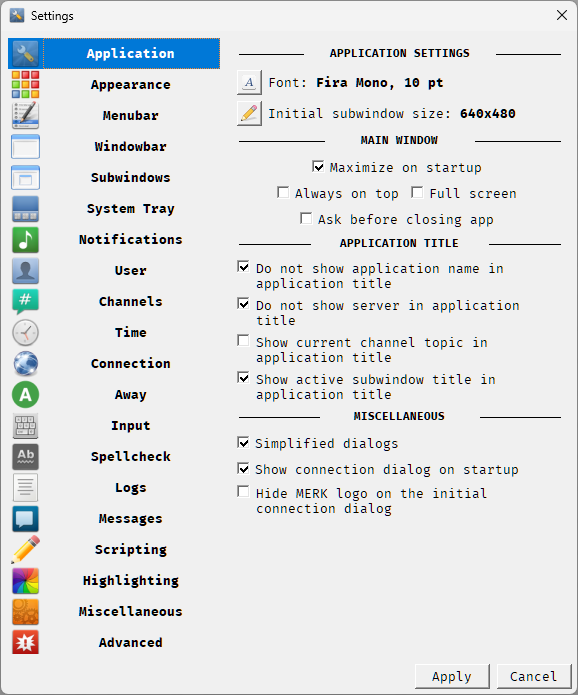 Settings
Application
Appearance
Menubar
Windowbar
Subwindows
System Tray
Notifications
User
Channels
Time
Connection
Away
Input
Spellcheck
Logs
Messages
Scripting
Highlighting
Miscellaneous
Advanced
APPLICATION SETTINGS
A
Font: Fira Mono, 10 pt
Initial subwindow size: 640x480
MAIN WINDOW
Maximize on startup
Always on top Full screen
Ask before closing app
APPLICATION TITLE
Do not show application name in
application title
Do not show server in application
title
Show current channel topic in
application title
Show active subwindow title in
application title
MISCELLANEOUS
Simplified dialogs
Show connection dialog on startup
Hide MERK logo on the initial
connection dialog
#
A
Ab
Apply Cancel